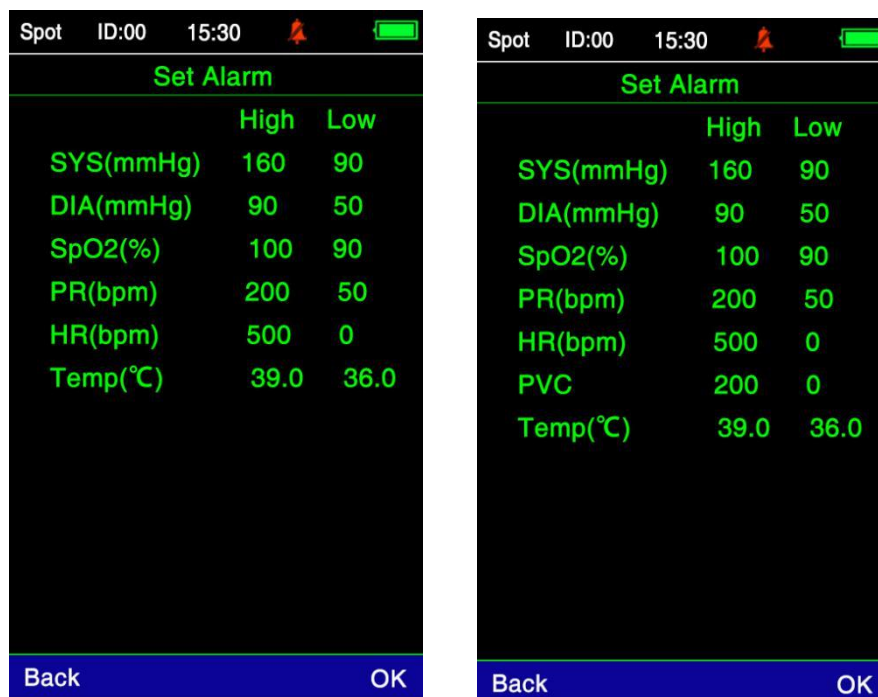 Spot ID:00 15:30
Set Alarm
High Low
SYS(mmHg) 160 90
DIA(mmHg) 90 50
SpO2(%) 100 90
PR(bpm) 200 50
HR(bpm) 500 0
Temp(℃) 39.0 36.0
Back OK
Spot ID:00 15:30
Set Alarm
High Low
SYS(mmHg) 160 90
DIA(mmHg) 90 50
SpO2(%) 100 90
PR(bpm) 200 50
HR(bpm) 500 0
PVC 200 0
Temp(℃) 39.0 36.0
Back OK